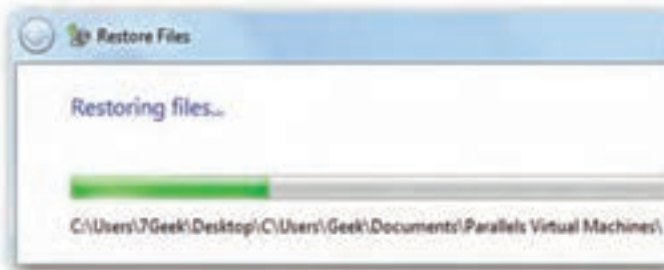 Restore Files
Restoring files...
C:\Users\7Geek\Desktop\C\Users\Geek\Documents\Parallels Virtual Machines\